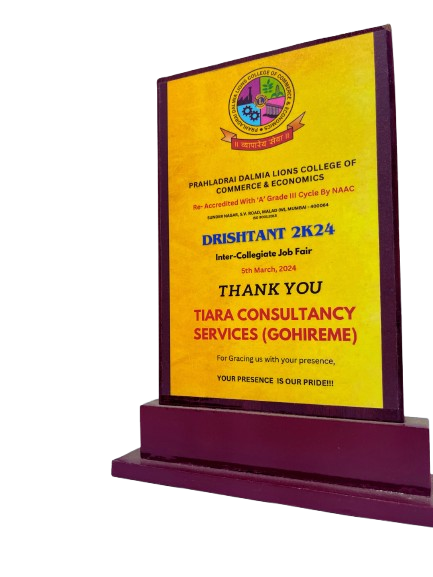 PRAHLADRAI DALMIA LIONS COLLEGE OF COMMERCE & ECONOMICS
॥ व्यापारेय सेवा ॥
PRAHLADRAI DALMIA LIONS COLLEGE OF
COMMERCE & ECONOMICS
Re- Accredited With 'A' Grade III Cycle By NAAC
SUNDER NAGAR, S.V. ROAD, MALAD (W), MUMBAI - 400064
DRISHTANT 2K24
Inter-Collegiate Job Fair
5th March, 2024
THANK YOU
TIARA CONSULTANCY
SERVICES (GOHIREME)
For Gracing us with your presence,
YOUR PRESENCE IS OUR PRIDE!!!